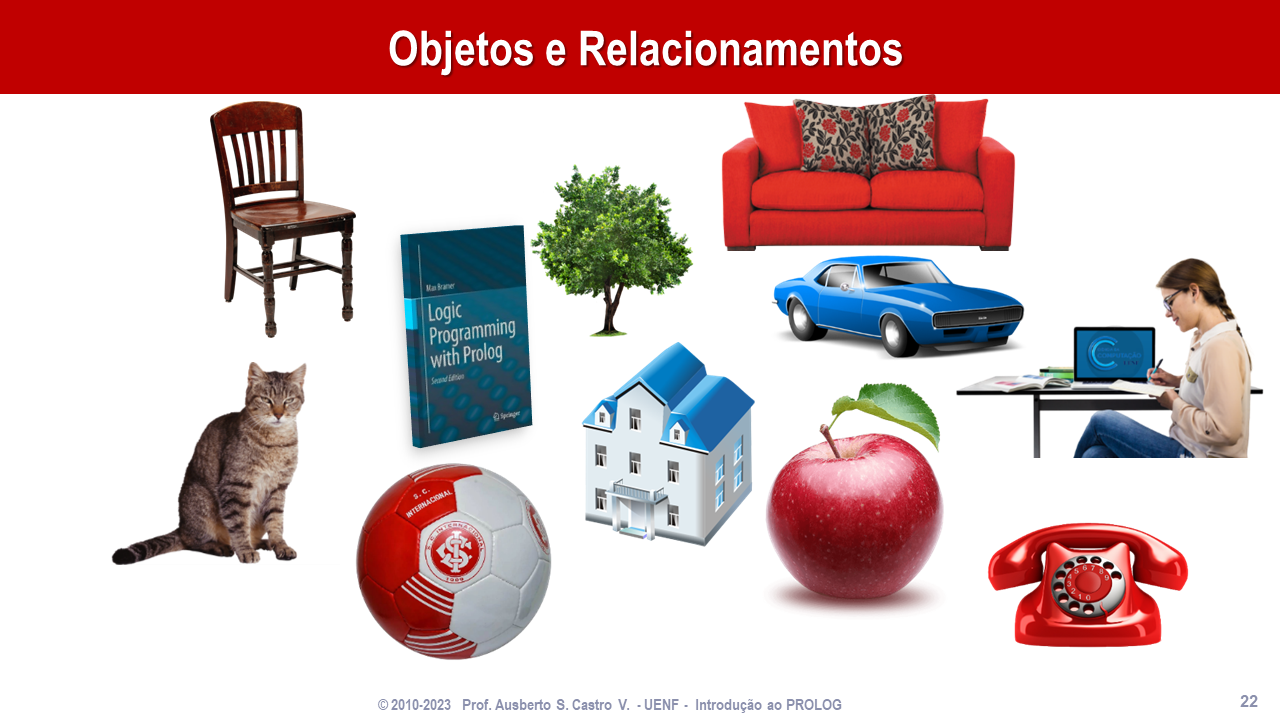 Objetos e Relacionamentos
Max Bramer
Logic
Programming
with Prolog
Second Edition
Springer
S. C.
INTERNACIONAL
COMPUTAÇÃO
© 2010-2023 Prof. Ausberto S. Castro V. - UENF - Introdução ao PROLOG
22